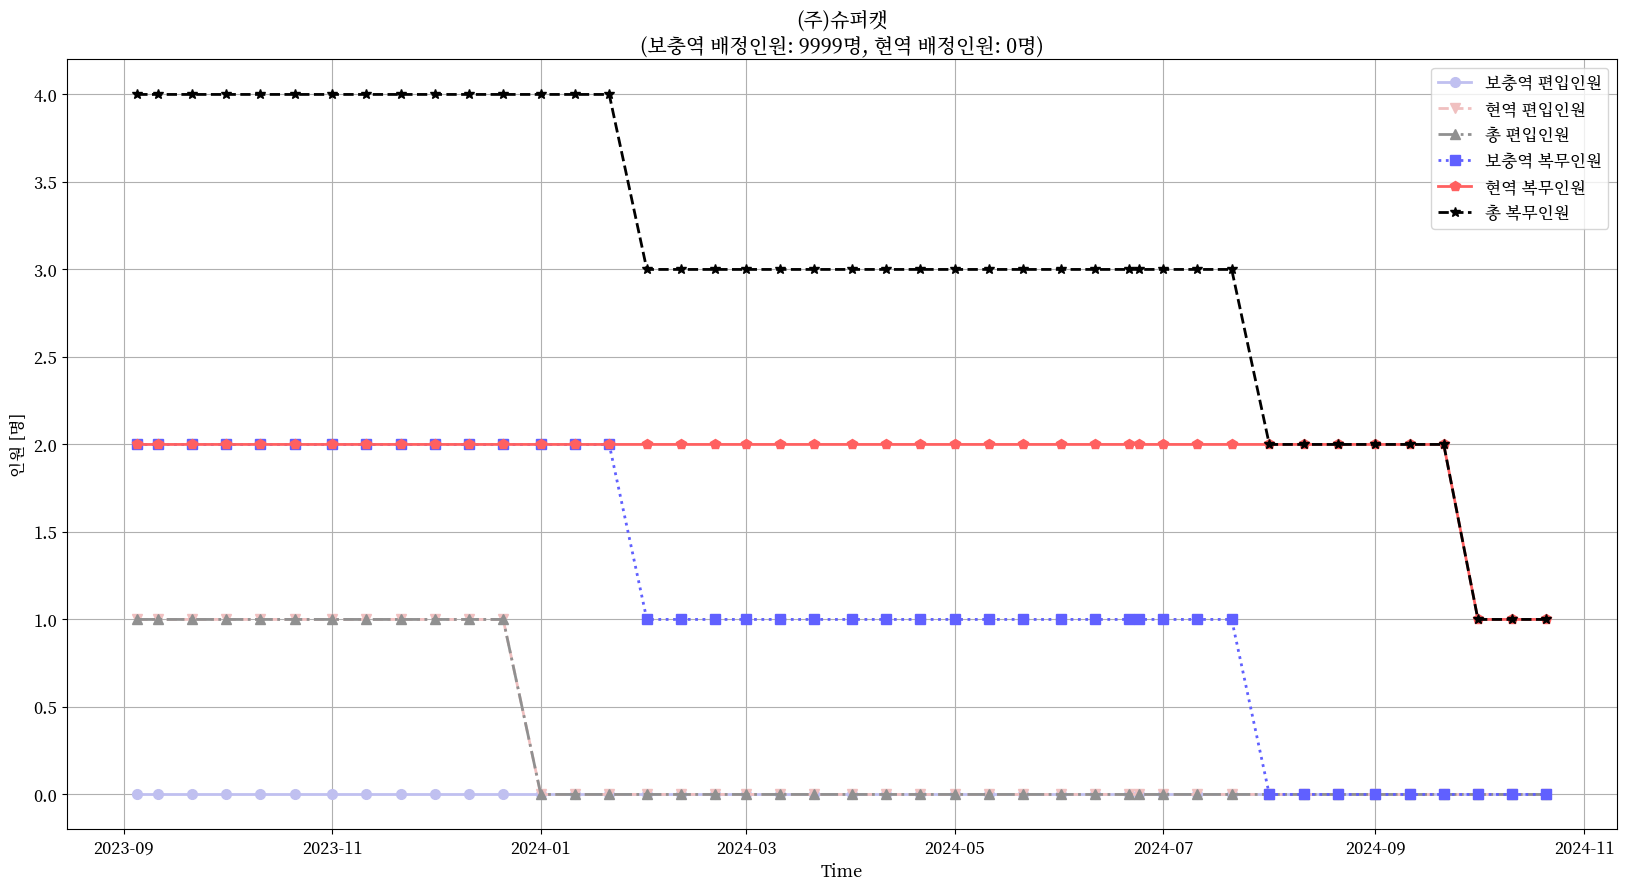 (주)슈퍼캣
(보충역 배정인원: 9999명, 현역 배정인원: 0명)
보충역 편입인원
현역 편입인원
총 편입인원
보충역 복무인원
현역 복무인원
총 복무인원
4.0
3.5
3.0
2.5
2.0
1.5
1.0
0.5
0.0
인원 [명]
2023-09 2023-11 2024-01 2024-03 2024-05 2024-07 2024-09 2024-11
Time